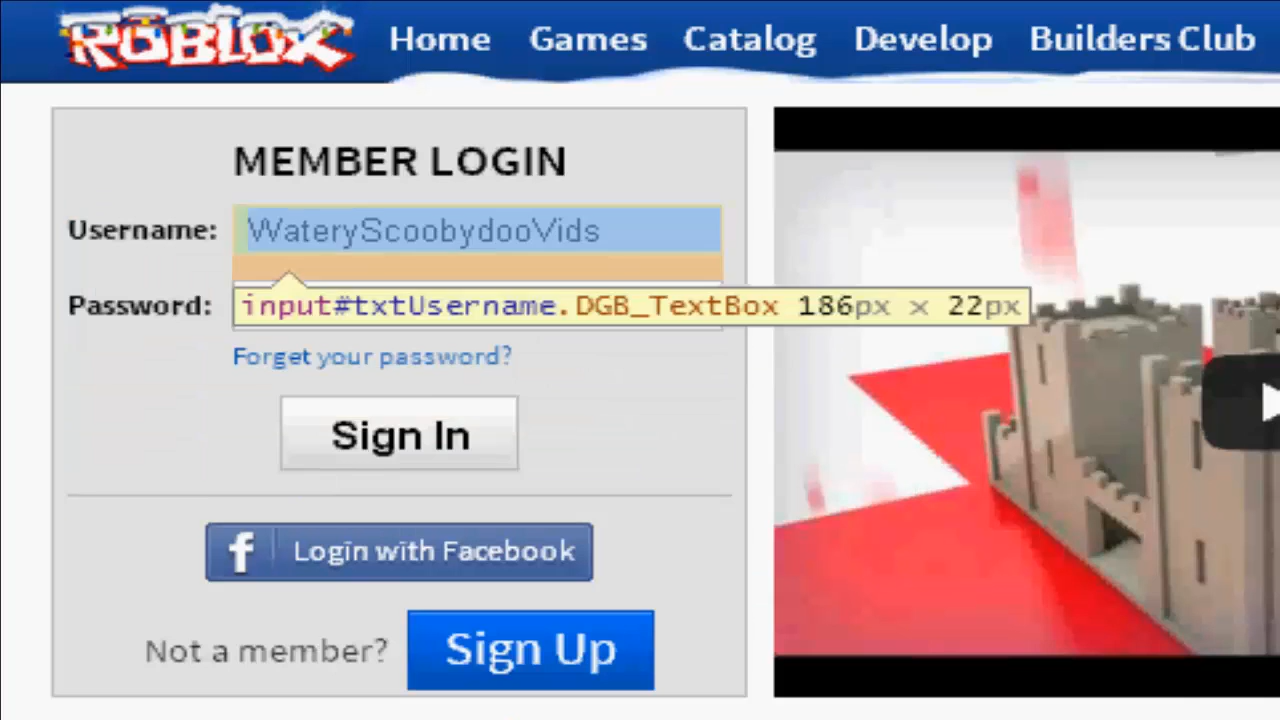 ROBLOX Home Games Catalog Develop Builders Club
MEMBER LOGIN
Username: WateryScoobydooVids
Password: input#txtUsername.DGB_TextBox 186px x 22px
Forget your password?
Sign In
f Login with Facebook
Not a member? Sign Up